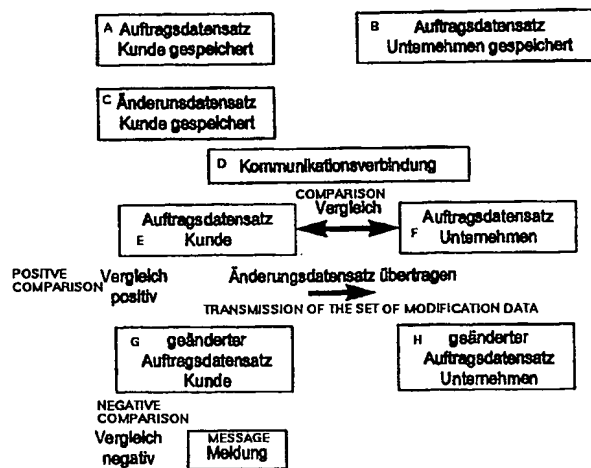 A Auftragsdatensatz
Kunde gespeichert
B Auftragsdatensatz
Unternehmen gespeichert
C Änderunsdatensatz
Kunde gespeichert
D Kommunikationsverbindung
COMPARISON
Vergleich
Auftragsdatensatz
E Kunde
Auftragsdatensatz
F Unternehmen
POSITVE
COMPARISON
Vergleich
positiv
Änderungsdatensatz übertragen
TRANSMISSION OF THE SET OF MODIFICATION DATA
G geänderter
Auftragsdatensatz
Kunde
H geänderter
Auftragsdatensatz
Unternehmen
NEGATIVE
COMPARISON
Vergleich
negativ
MESSAGE
Meldung